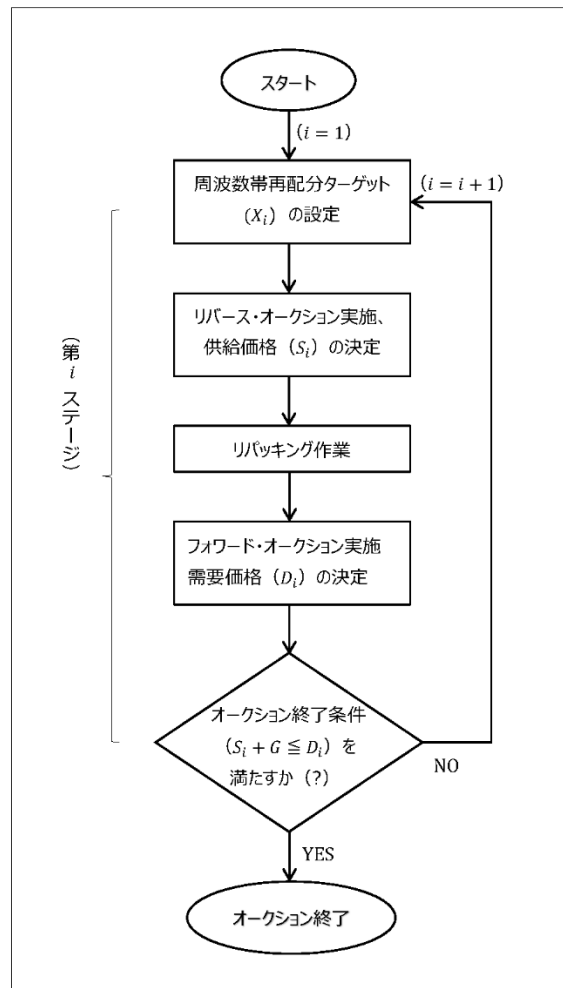 スタート
(i = 1)
(i = i + 1)
周波数帯再配分ターゲット
(X_i) の設定
リバース・オークション実施、
供給価格（S_i）の決定
(第 i ステージ)
リパッキング作業
フォワード・オークション実施
需要価格（D_i）の決定
オークション終了条件
（S_i + G ≦ D_i）を
満たすか（?）
NO
YES
オークション終了